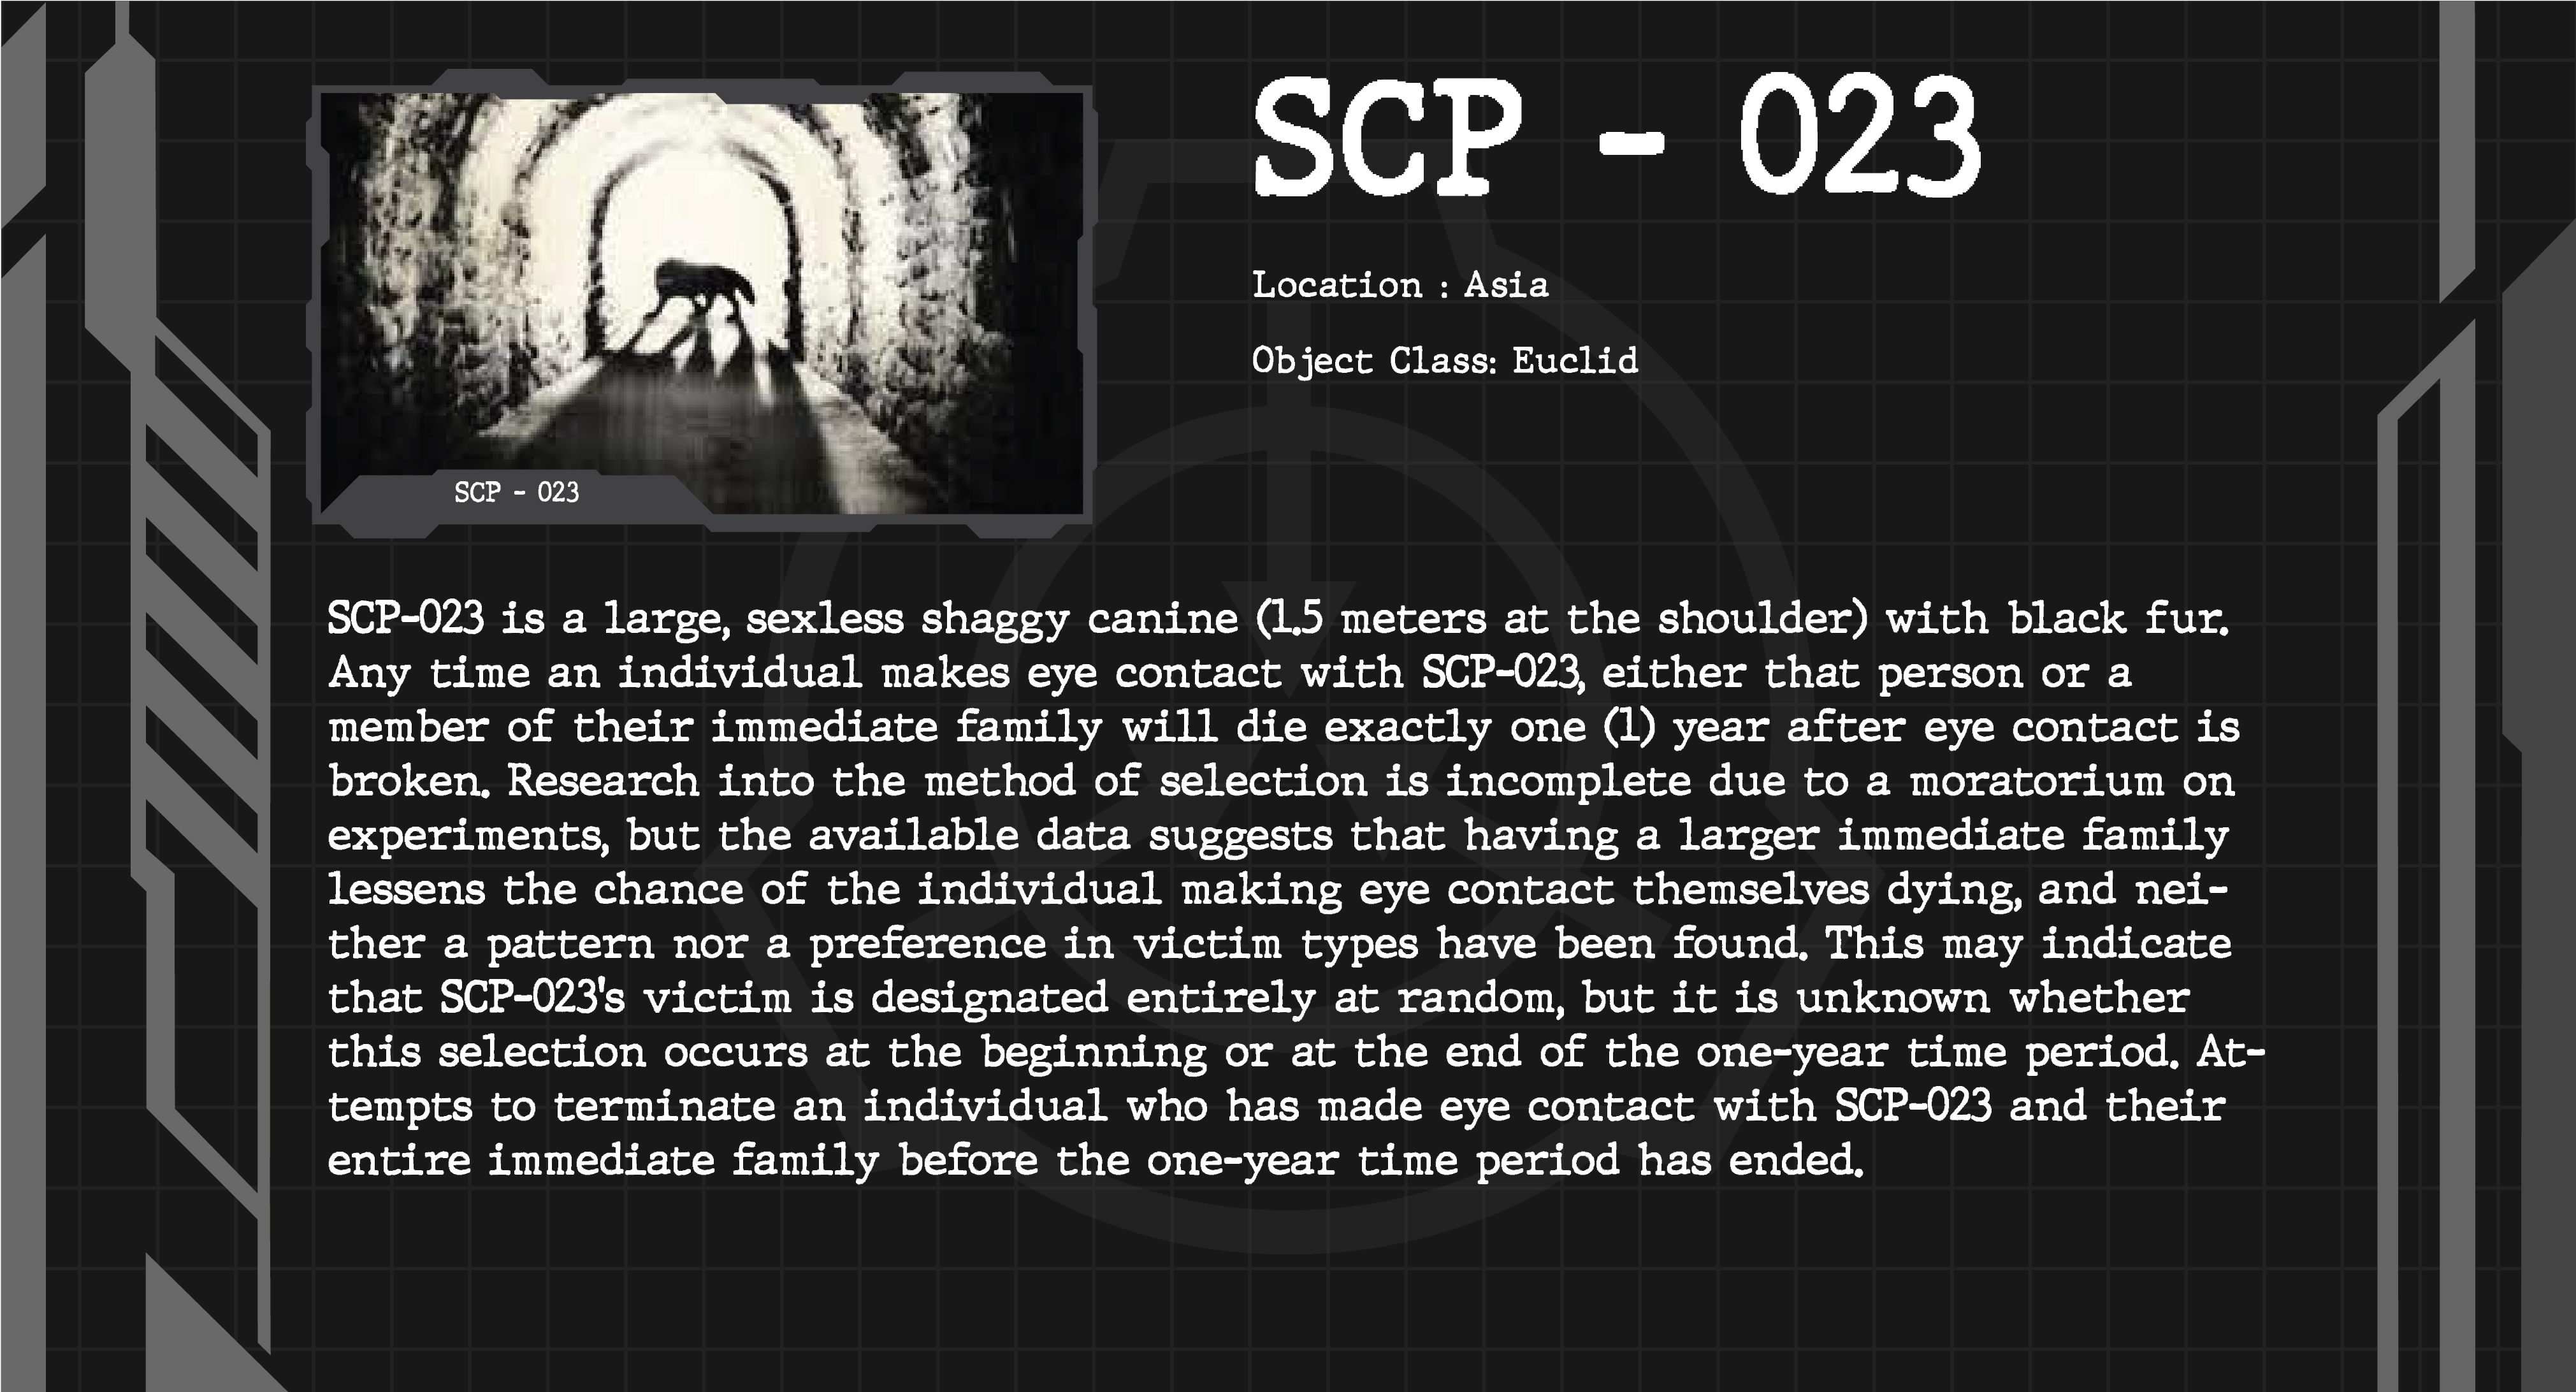 SCP - 023
Location : Asia
Object Class: Euclid
SCP - 023
SCP-023 is a large, sexless shaggy canine (1.5 meters at the shoulder) with black fur.
Any time an individual makes eye contact with SCP-023, either that person or a
member of their immediate family will die exactly one (1) year after eye contact is
broken. Research into the method of selection is incomplete due to a moratorium on
experiments, but the available data suggests that having a larger immediate family
lessens the chance of the individual making eye contact themselves dying, and nei-
ther a pattern nor a preference in victim types have been found. This may indicate
that SCP-023's victim is designated entirely at random, but it is unknown whether
this selection occurs at the beginning or at the end of the one-year time period. At-
tempts to terminate an individual who has made eye contact with SCP-023 and their
entire immediate family before the one-year time period has ended.